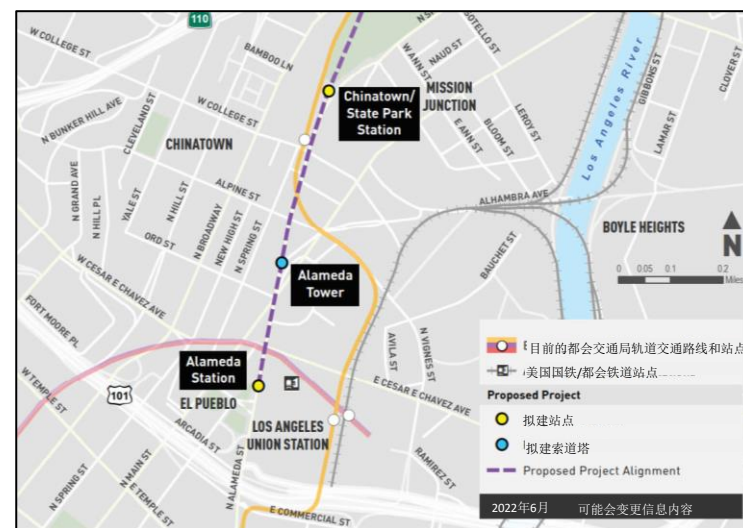 110
W COLLEGE ST
BAMBOO LN
N BUNKER HILL AVE
CLEVELAND ST
W COLLEGE ST
Chinatown/
State Park
Station
W ANN ST
NAUD ST
SOTELLO ST
MISSION
JUNCTION
LEROY ST
BLOOM ST
E ANN ST
Los Angeles River
GIBBONS ST
CLOVER ST
LAMAR ST
CHINATOWN
N GRAND AVE
N HILL PL
YALE ST
N HILL ST
ALPINE ST
ORD ST
N BROADWAY
NEW HIGH ST
N SPRING ST
ALHAMBRA AVE
BOYLE HEIGHTS
N
0 0.05 0.1 0.2
Miles
BAUCHET ST
W CESAR E CHAVEZ AVE
FORT MOORE PL
Alameda
Tower
Alameda
Station
AVILA ST
N VIGNES ST
E CESAR E CHAVEZ AVE
W TEMPLE ST
101
EL PUEBLO
LOS ANGELES
UNION STATION
ARCADIA ST
N SPRING ST
N MAIN ST
E TEMPLE ST
N ALAMEDA ST
RAMIREZ ST
E COMMERCIAL ST
目前的都会交通局轨道交通路线和站点
美国国铁/都会铁道站点
Proposed Project
拟建站点
拟建索道塔
Proposed Project Alignment
2022年6月 可能会变更信息内容